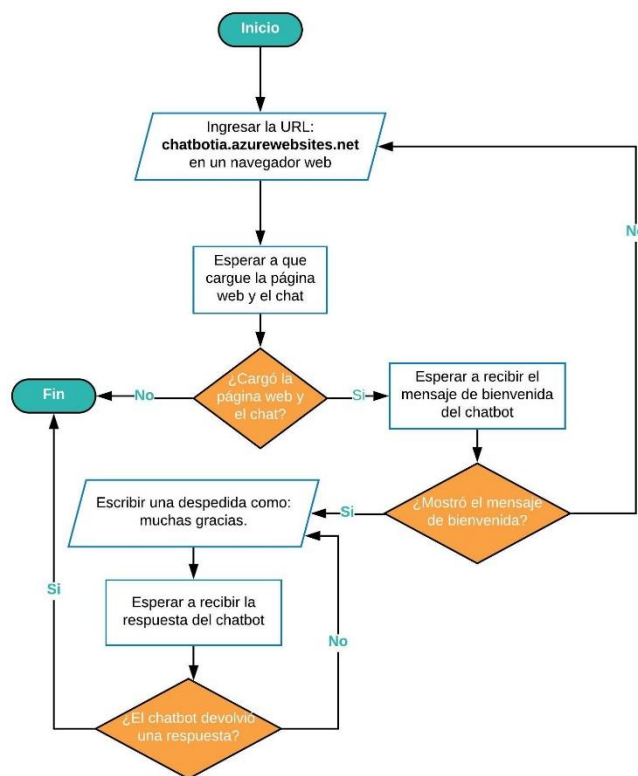 Inicio
Ingresar la URL:
chatbotia.azurewebsites.net
en un navegador web
No
Esperar a que
cargue la página
web y el chat
Fin
No
¿Cargó la
página web y
el chat?
Si
Esperar a recibir el
mensaje de bienvenida
del chatbot
¿Mostró el mensaje
de bienvenida?
Si
Escribir una despedida como:
muchas gracias.
Si
Esperar a recibir la
respuesta del chatbot
No
¿El chatbot devolvió
una respuesta?